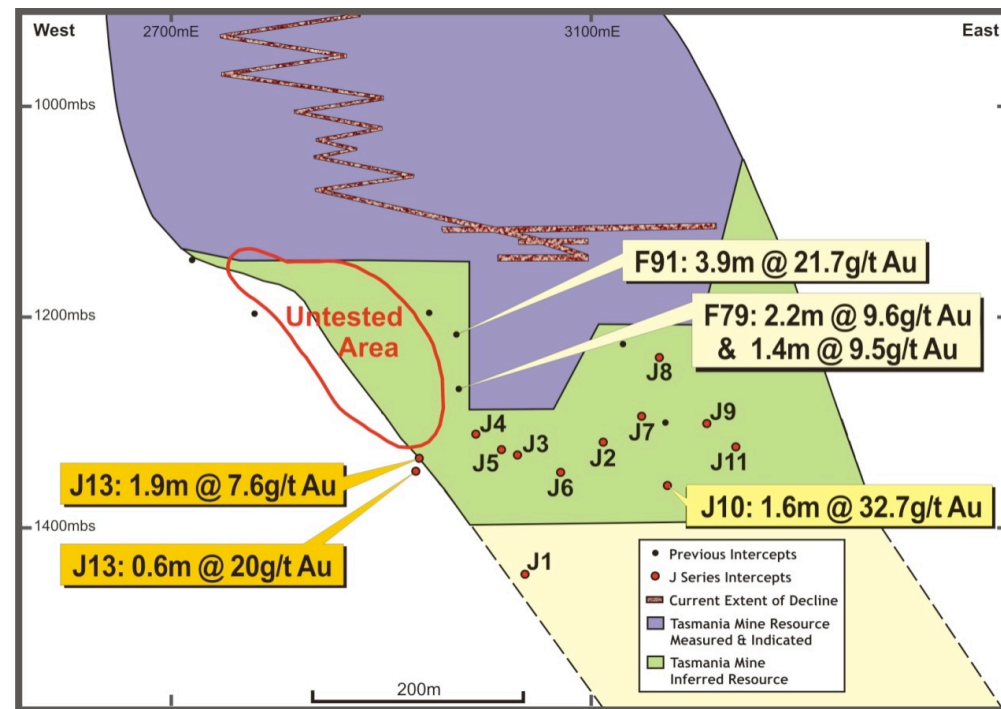 West
2700mE
3100mE
East
1000mbs
F91: 3.9m @ 21.7g/t Au
1200mbs
Untested
Area
F79: 2.2m @ 9.6g/t Au
& 1.4m @ 9.5g/t Au
J8
J9
J4
J7
J3
J2
J5
J11
J6
J13: 1.9m @ 7.6g/t Au
J10: 1.6m @ 32.7g/t Au
1400mbs
J13: 0.6m @ 20g/t Au
J1
Previous Intercepts
J Series Intercepts
Current Extent of Decline
Tasmania Mine Resource
Measured & Indicated
Tasmania Mine
Inferred Resource
200m